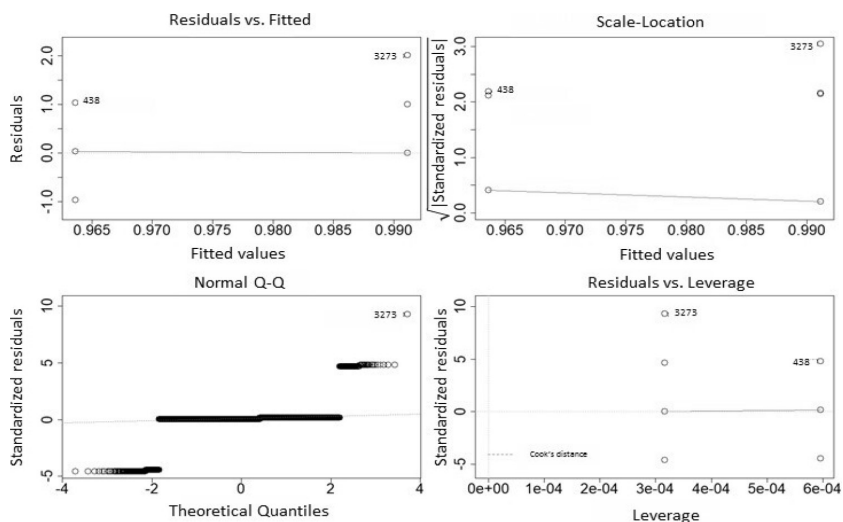 Residuals vs. Fitted
Residuals
2.0
1.0
0.0
-1.0
3273
438
0.965 0.970 0.975 0.980 0.985 0.990
Fitted values
Scale-Location
√|Standardized residuals|
3.0
2.0
1.0
0.0
3273
438
0.965 0.970 0.975 0.980 0.985 0.990
Fitted values
Normal Q-Q
Standardized residuals
10
5
0
-5
3273
-4 -2 0 2 4
Theoretical Quantiles
Residuals vs. Leverage
Standardized residuals
10
5
0
-5
3273
438
Cook's distance
0e+00 1e-04 2e-04 3e-04 4e-04 5e-04 6e-04
Leverage